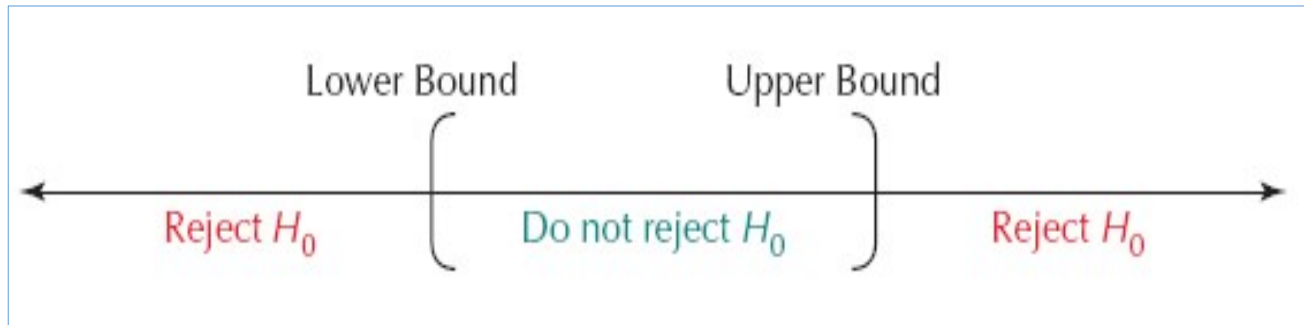 Lower Bound Upper Bound
Reject H₀ Do not reject H₀ Reject H₀